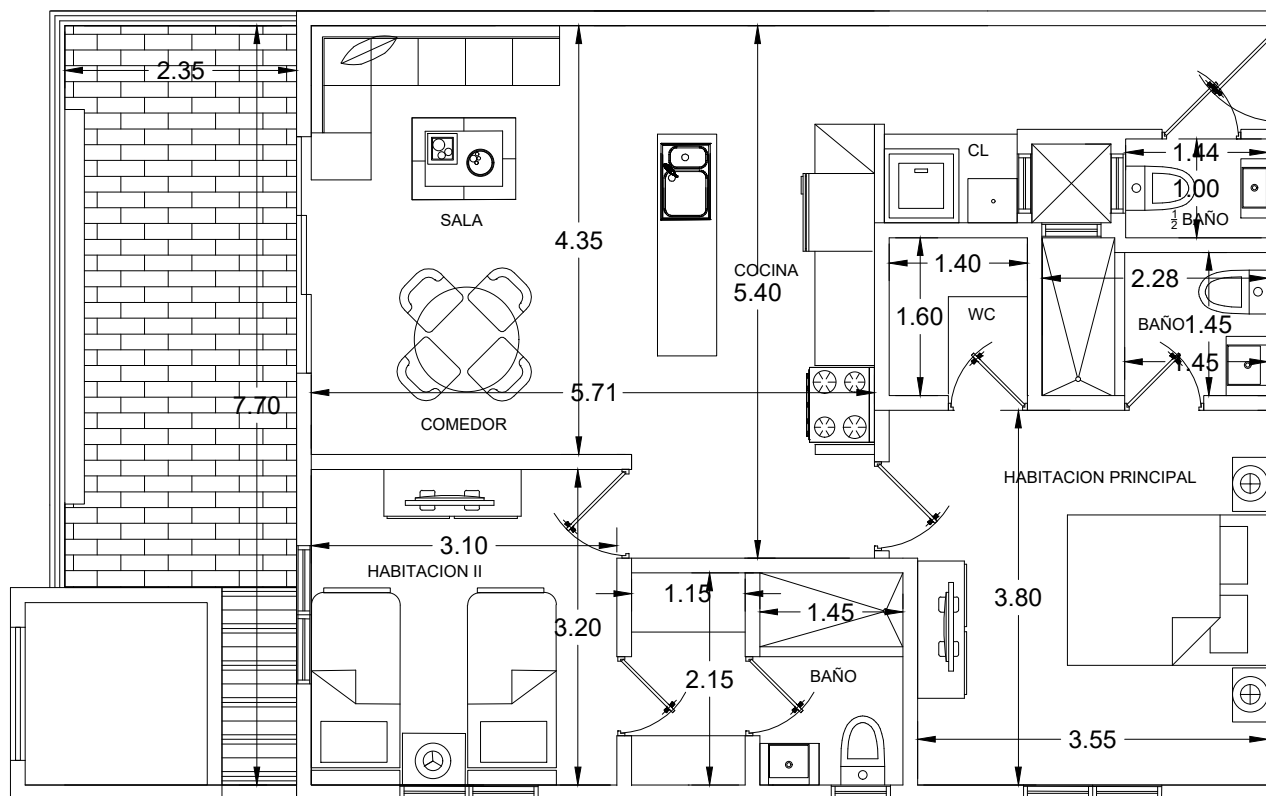 2.35
CL
1.44
1.00
SALA
½ BAÑO
4.35
COCINA
5.40
1.40
2.28
1.60
WC
BAÑO
1.45
1.45
5.71
7.70
COMEDOR
HABITACION PRINCIPAL
3.10
HABITACION II
1.15
3.80
1.45
3.20
2.15
BAÑO
3.55